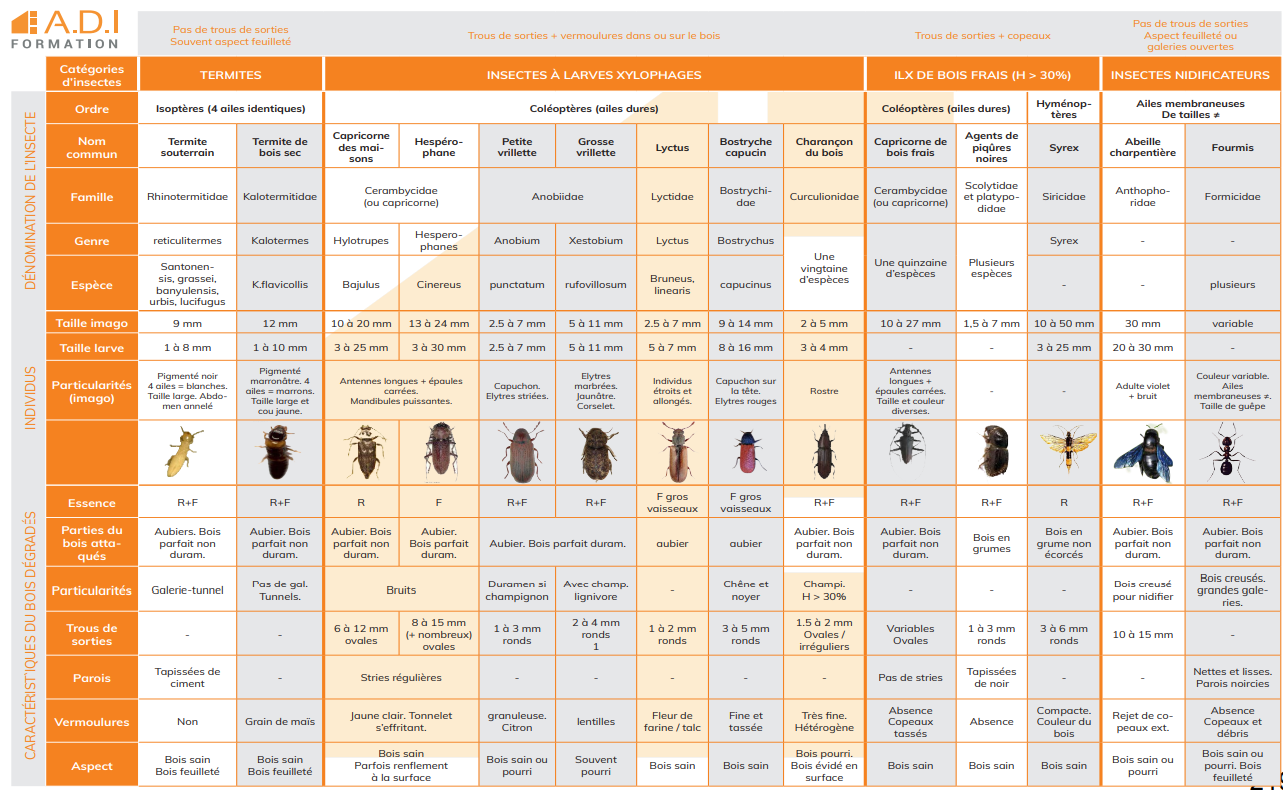 A.D.I
FORMATION
Pas de trous de sorties
Souvent aspect feuilleté
Trous de sorties + vermoulures dans ou sur le bois
Trous de sorties + copeaux
Pas de trous de sorties
Aspect feuilleté ou
galeries ouvertes
Catégories
d'insectes
TERMITES
INSECTES À LARVES XYLOPHAGES
ILX DE BOIS FRAIS (H > 30%)
INSECTES NIDIFICATEURS
DÉNOMINATION DE L'INSECTE
Ordre
Isoptères (4 ailes identiques)
Coléoptères (ailes dures)
Coléoptères (ailes dures)
Hyménop-
tères
Ailes membraneuses
De tailles ≠
Nom
commun
Termite
souterrain
Termite de
bois sec
Capricorne
des mai-
sons
Hespéro-
phane
Petite
vrillette
Grosse
vrillette
Lyctus
Bostryche
capucin
Charançon
du bois
Capricorne de
bois frais
Agents de
piqûres
noires
Syrex
Abeille
charpentière
Fourmis
Famille
Rhinotermitidae
Kalotermitidae
Cerambycidae
(ou capricorne)
Anobiidae
Lyctidae
Bostrychi-
dae
Curculionidae
Cerambycidae
(ou capricorne)
Scolytidae
et platypo-
didae
Siricidae
Anthopho-
ridae
Formicidae
Genre
reticulitermes
Kalotermes
Hylotrupes
Hespero-
phanes
Anobium
Xestobium
Lyctus
Bostrychus
Une
vingtaine
d'espèces
Une quinzaine
d'espèces
Plusieurs
espèces
Syrex
-
-
Espèce
Santonen-
sis, grassei,
banyulensis,
urbis, lucifugus
K.flavicollis
Bajulus
Cinereus
punctatum
rufovillosum
Bruneus,
linearis
capucinus
-
-
plusieurs
INDIVIDUS
Taille imago
9 mm
12 mm
10 à 20 mm
13 à 24 mm
2.5 à 7 mm
5 à 11 mm
2.5 à 7 mm
9 à 14 mm
2 à 5 mm
10 à 27 mm
1,5 à 7 mm
10 à 50 mm
30 mm
variable
Taille larve
1 à 8 mm
1 à 10 mm
3 à 25 mm
3 à 30 mm
2.5 à 7 mm
5 à 11 mm
5 à 7 mm
8 à 16 mm
3 à 4 mm
-
-
3 à 25 mm
20 à 30 mm
-
Particularités
(imago)
Pigmenté noir
4 ailes = blanches.
Taille large. Abdo-
men annelé
Pigmenté
marronâtre. 4
ailes = marrons.
Taille large et
cou jaune.
Antennes longues + épaules
carrées.
Mandibules puissantes.
Capuchon.
Elytres striées.
Elytres
marbrées.
Jaunâtre.
Corselet.
Individus
étroits et
allongés.
Capuchon sur
la tête.
Elytres rouges
Rostre
Antennes
longues +
épaules carrées.
Taille et couleur
diverses.
-
-
Adulte violet
+ bruit
Couleur variable.
Ailes
membraneuses ≠.
Taille de guêpe
CARACTÉRISTIQUES DU BOIS DÉGRADÉS
Essence
R+F
R+F
R
F
R+F
R+F
F gros
vaisseaux
F gros
vaisseaux
R+F
R+F
R+F
R
R+F
R+F
Parties du
bois atta-
qués
Aubiers. Bois
parfait non
duram.
Aubier. Bois
parfait non
duram.
Aubier. Bois
parfait non
duram.
Aubier.
Bois parfait
duram.
Aubier. Bois parfait duram.
aubier
aubier
Aubier. Bois
parfait non
duram.
Aubier. Bois
parfait non
duram.
Bois en
grumes
Bois en
grume non
écorcés
Aubier. Bois
parfait non
duram.
Aubier. Bois
parfait non
duram.
Particularités
Galerie-tunnel
Pas de gal.
Tunnels.
Bruits
Duramen si
champignon
Avec champ.
lignivore
-
Chêne et
noyer
Champi.
H > 30%
-
-
-
Bois creusé
pour nidifier
Bois creusés.
grandes gale-
ries.
Trous de
sorties
-
-
6 à 12 mm
ovales
8 à 15 mm
(+ nombreux)
ovales
1 à 3 mm
ronds
2 à 4 mm
ronds
1
1 à 2 mm
ronds
3 à 5 mm
ronds
1.5 à 2 mm
Ovales /
irréguliers
Variables
Ovales
1 à 3 mm
ronds
3 à 6 mm
ronds
10 à 15 mm
-
Parois
Tapissées de
ciment
-
Stries régulières
-
-
-
-
-
Pas de stries
Tapissées
de noir
-
-
Nettes et lisses.
Parois noircies
Vermoulures
Non
Grain de maïs
Jaune clair. Tonnelet
s'effritant.
granuleuse.
Citron
lentilles
Fleur de
farine / talc
Fine et
tassée
Très fine.
Hétérogène
Absence
Copeaux
tassés
Absence
Compacte.
Couleur du
bois
Rejet de co-
peaux ext.
Absence
Copeaux et
débris
Aspect
Bois sain
Bois feuilleté
Bois sain
Bois feuilleté
Bois sain
Parfois renflement
à la surface
Bois sain ou
pourri
Souvent
pourri
Bois sain
Bois sain
Bois pourri.
Bois évidé en
surface
Bois sain
Bois sain
Bois sain
Bois sain ou
pourri
Bois sain ou
pourri. Bois
feuilleté